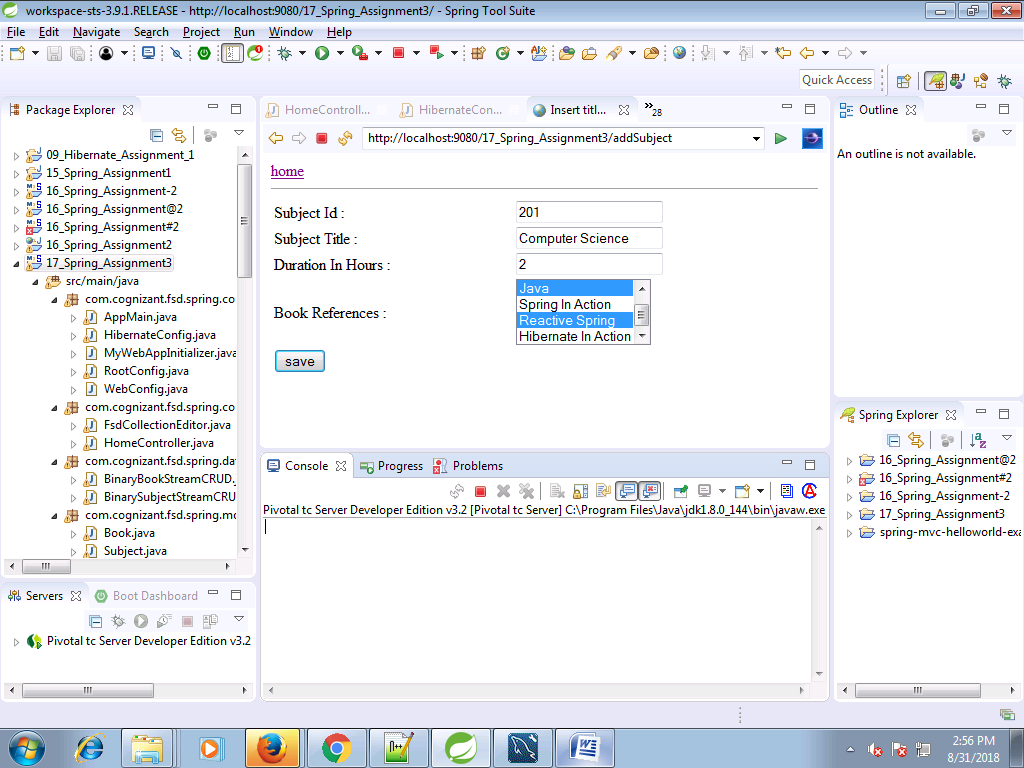 workspace-sts-3.9.1.RELEASE - http://localhost:9080/17_Spring_Assignment3/ - Spring Tool Suite
File Edit Navigate Search Project Run Window Help
Quick Access
Package Explorer
09_Hibernate_Assignment_1
15_Spring_Assignment1
16_Spring_Assignment-2
16_Spring_Assignment@2
16_Spring_Assignment#2
16_Spring_Assignment2
17_Spring_Assignment3
src/main/java
com.cognizant.fsd.spring.co
AppMain.java
HibernateConfig.java
MyWebAppInitializer.java
RootConfig.java
WebConfig.java
com.cognizant.fsd.spring.co
FsdCollectionEditor.java
HomeController.java
com.cognizant.fsd.spring.da
BinaryBookStreamCRUD.
BinarySubjectStreamCRU
com.cognizant.fsd.spring.mo
Book.java
Subject.java
Servers Boot Dashboard
Pivotal tc Server Developer Edition v3.2
HomeControll... HibernateCon... Insert titl... »28
http://localhost:9080/17_Spring_Assignment3/addSubject
home
Subject Id : 201
Subject Title : Computer Science
Duration In Hours : 2
Book References :
Java
Spring In Action
Reactive Spring
Hibernate In Action
save
Console Progress Problems
Pivotal tc Server Developer Edition v3.2 [Pivotal tc Server] C:\Program Files\Java\jdk1.8.0_144\bin\javaw.exe
Outline
An outline is not available.
Spring Explorer
16_Spring_Assignment@2
16_Spring_Assignment#2
16_Spring_Assignment-2
17_Spring_Assignment3
spring-mvc-helloworld-exa
2:56 PM
8/31/2018